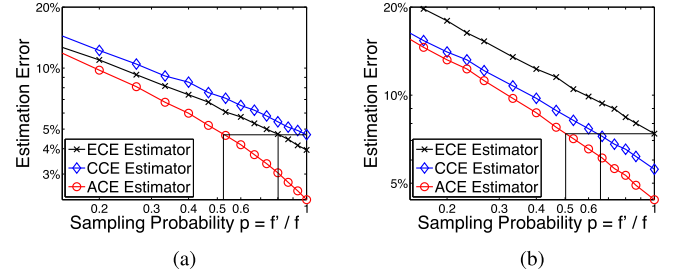 20%
10%
5%
4%
3%
Estimation Error
ECE Estimator
CCE Estimator
ACE Estimator
0.2 0.3 0.4 0.5 0.6 1
Sampling Probability p = f' / f
(a)
20%
10%
5%
Estimation Error
ECE Estimator
CCE Estimator
ACE Estimator
0.2 0.3 0.4 0.5 0.6 1
Sampling Probability p = f' / f
(b)